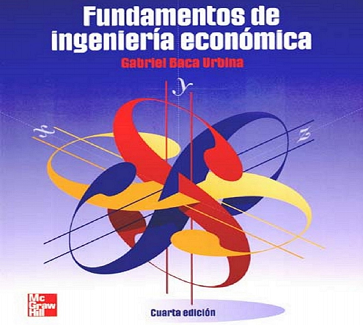 Fundamentos de
ingeniería económica
Gabriel Baca Urbina
y
x
z
Mc
Graw
Hill
Cuarta edición